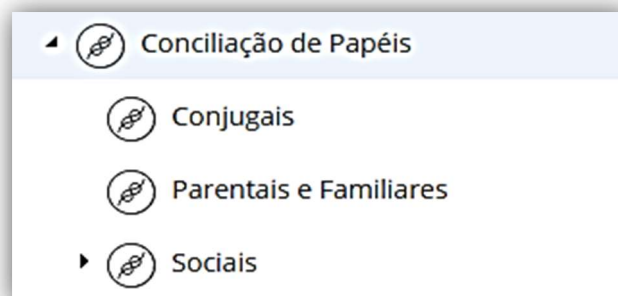 Conciliação de Papéis
Conjugais
Parentais e Familiares
Sociais